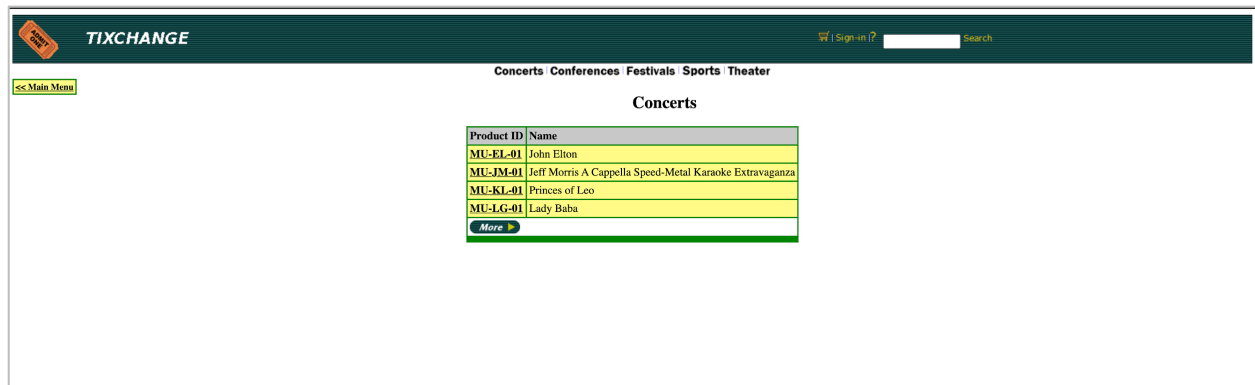 ADMIT ONE
TIXCHANGE
| Sign-in | ? Search
Concerts | Conferences | Festivals | Sports | Theater
<< Main Menu
Concerts
Product ID Name
MU-EL-01 John Elton
MU-JM-01 Jeff Morris A Cappella Speed-Metal Karaoke Extravaganza
MU-KL-01 Princes of Leo
MU-LG-01 Lady Baba
More